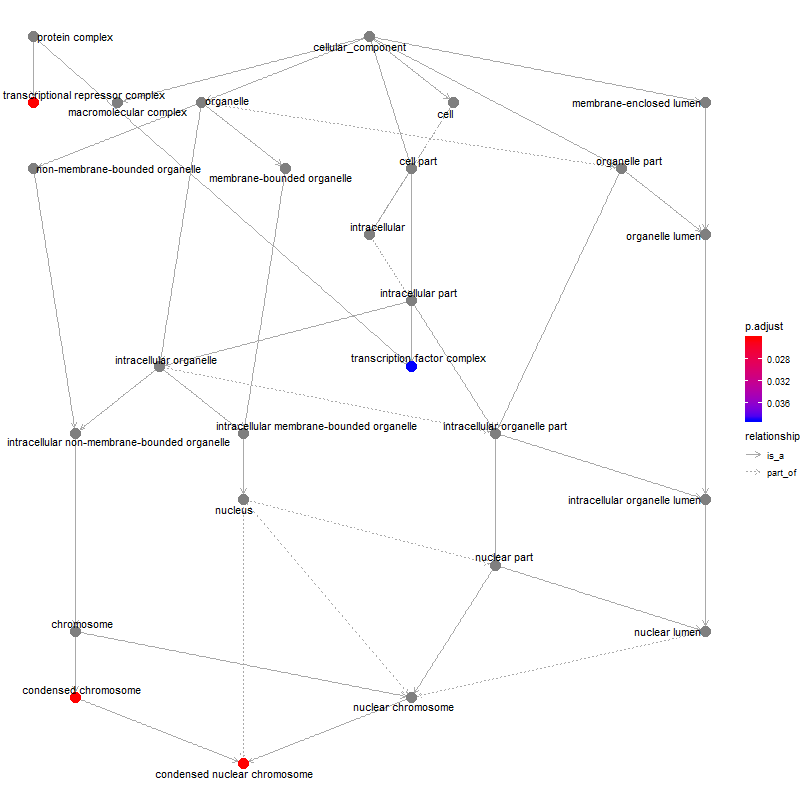 protein complex
cellular_component
transcriptional repressor complex
macromolecular complex
organelle
cell
membrane-enclosed lumen
non-membrane-bounded organelle
membrane-bounded organelle
cell part
organelle part
intracellular
organelle lumen
intracellular part
p.adjust
0.028
0.032
0.036
intracellular organelle
transcription factor complex
intracellular non-membrane-bounded organelle
intracellular membrane-bounded organelle
intracellular organelle part
relationship
is_a
part_of
nucleus
intracellular organelle lumen
nuclear part
chromosome
nuclear lumen
condensed chromosome
nuclear chromosome
condensed nuclear chromosome